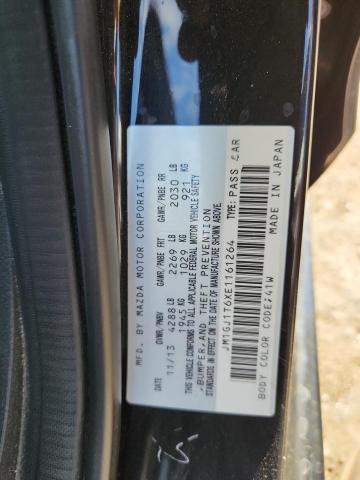 MFD. BY MAZDA MOTOR CORPORATION
DATE GVWR/PNBV GAWR/PNBE FRT GAWR/PNBE RR
11/13 4288 LB 2269 LB 2030 LB
1945 KG 1029 KG 921 KG
THIS VEHICLE CONFORMS TO ALL APPLICABLE FEDERAL MOTOR VEHICLE SAFETY
, BUMPER, AND THEFT PREVENTION
STANDARDS IN EFFECT ON THE DATE OF MANUFACTURE SHOWN ABOVE.
JM1GJ1T6XE1161264 TYPE: PASS CAR
BODY COLOR CODE;41W MADE IN JAPAN